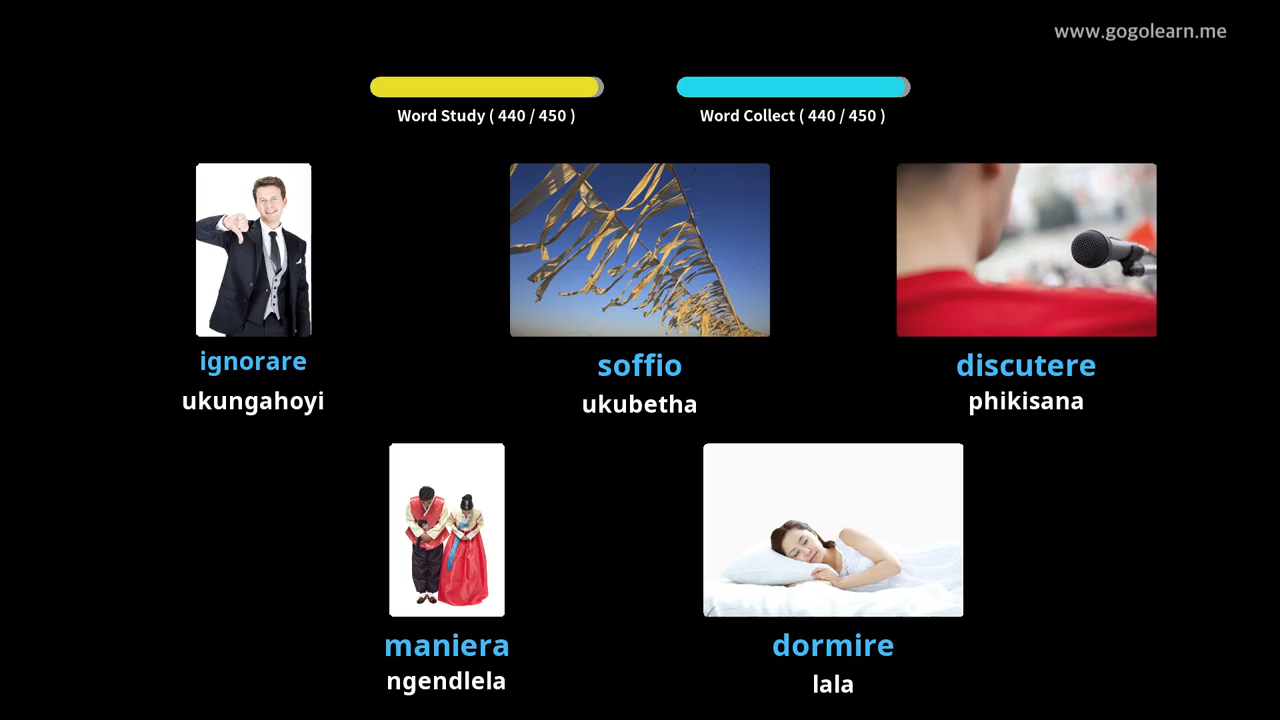 www.gogolearn.me
Word Study ( 440 / 450 )
Word Collect ( 440 / 450 )
ignorare
ukungahoyi
soffio
ukubetha
discutere
phikisana
maniera
ngendlela
dormire
lala